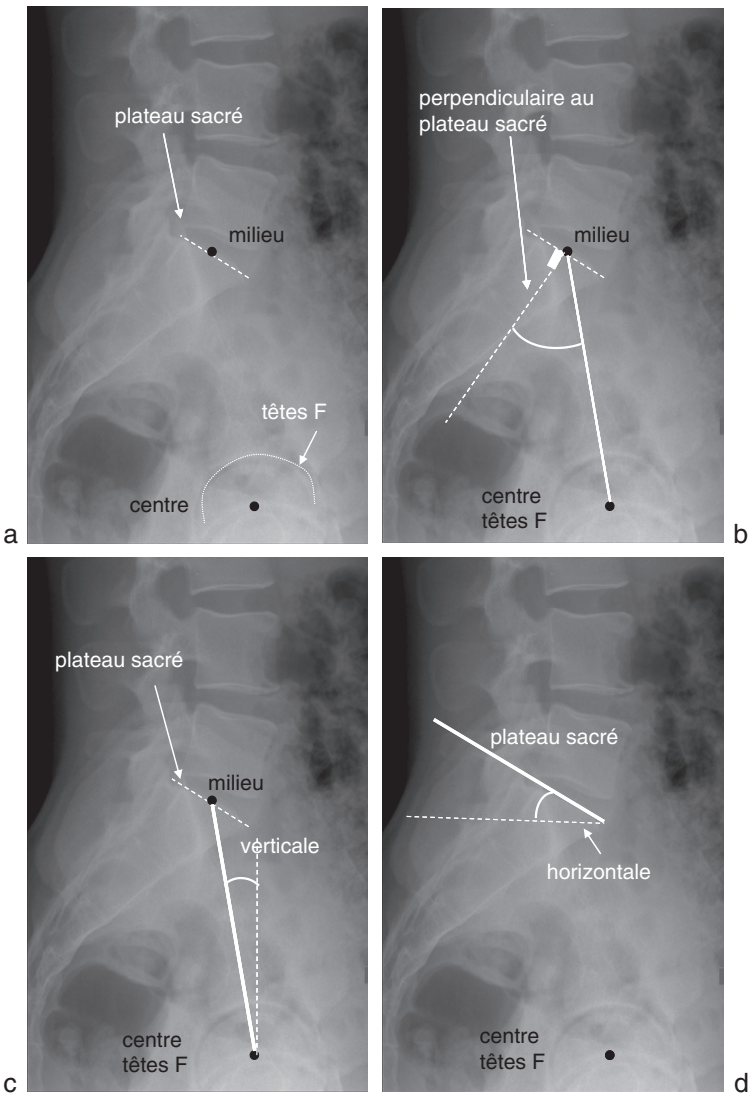 plateau sacré
milieu
têtes F
centre
a
perpendiculaire au
plateau sacré
milieu
centre
têtes F
b
plateau sacré
milieu
verticale
centre
têtes F
c
plateau sacré
horizontale
centre
têtes F
d